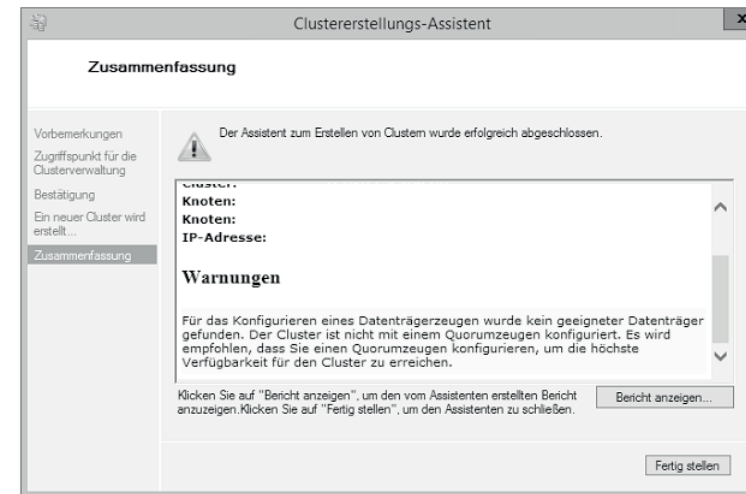 Clustererstellungs-Assistent
x
Zusammenfassung
Vorbemerkungen
Zugriffspunkt für die
Clusterverwaltung
Bestätigung
Ein neuer Cluster wird
erstellt...
Zusammenfassung
Der Assistent zum Erstellen von Clustern wurde erfolgreich abgeschlossen.
Cluster:
Knoten:
Knoten:
IP-Adresse:
Warnungen
Für das Konfigurieren eines Datenträgerzeugen wurde kein geeigneter Datenträger
gefunden. Der Cluster ist nicht mit einem Quorumzeugen konfiguriert. Es wird
empfohlen, dass Sie einen Quorumzeugen konfigurieren, um die höchste
Verfügbarkeit für den Cluster zu erreichen.
Klicken Sie auf "Bericht anzeigen", um den vom Assistenten erstellten Bericht
anzuzeigen.Klicken Sie auf "Fertig stellen", um den Assistenten zu schließen.
Bericht anzeigen...
Fertig stellen